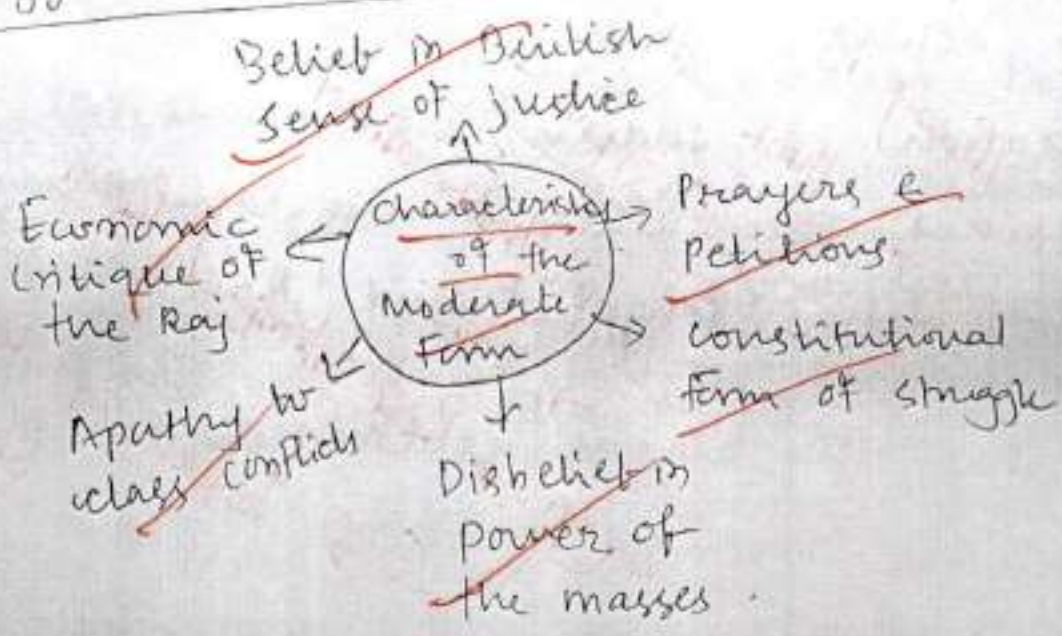 Belief in British
sense of justice
Economic
Critique of
the Raj
Characteristics
of the
Moderate
Form
Prayers &
Petitions.
Constitutional
form of struggle
Apathy to
class conflicts
Disbelief in
power of
the masses.